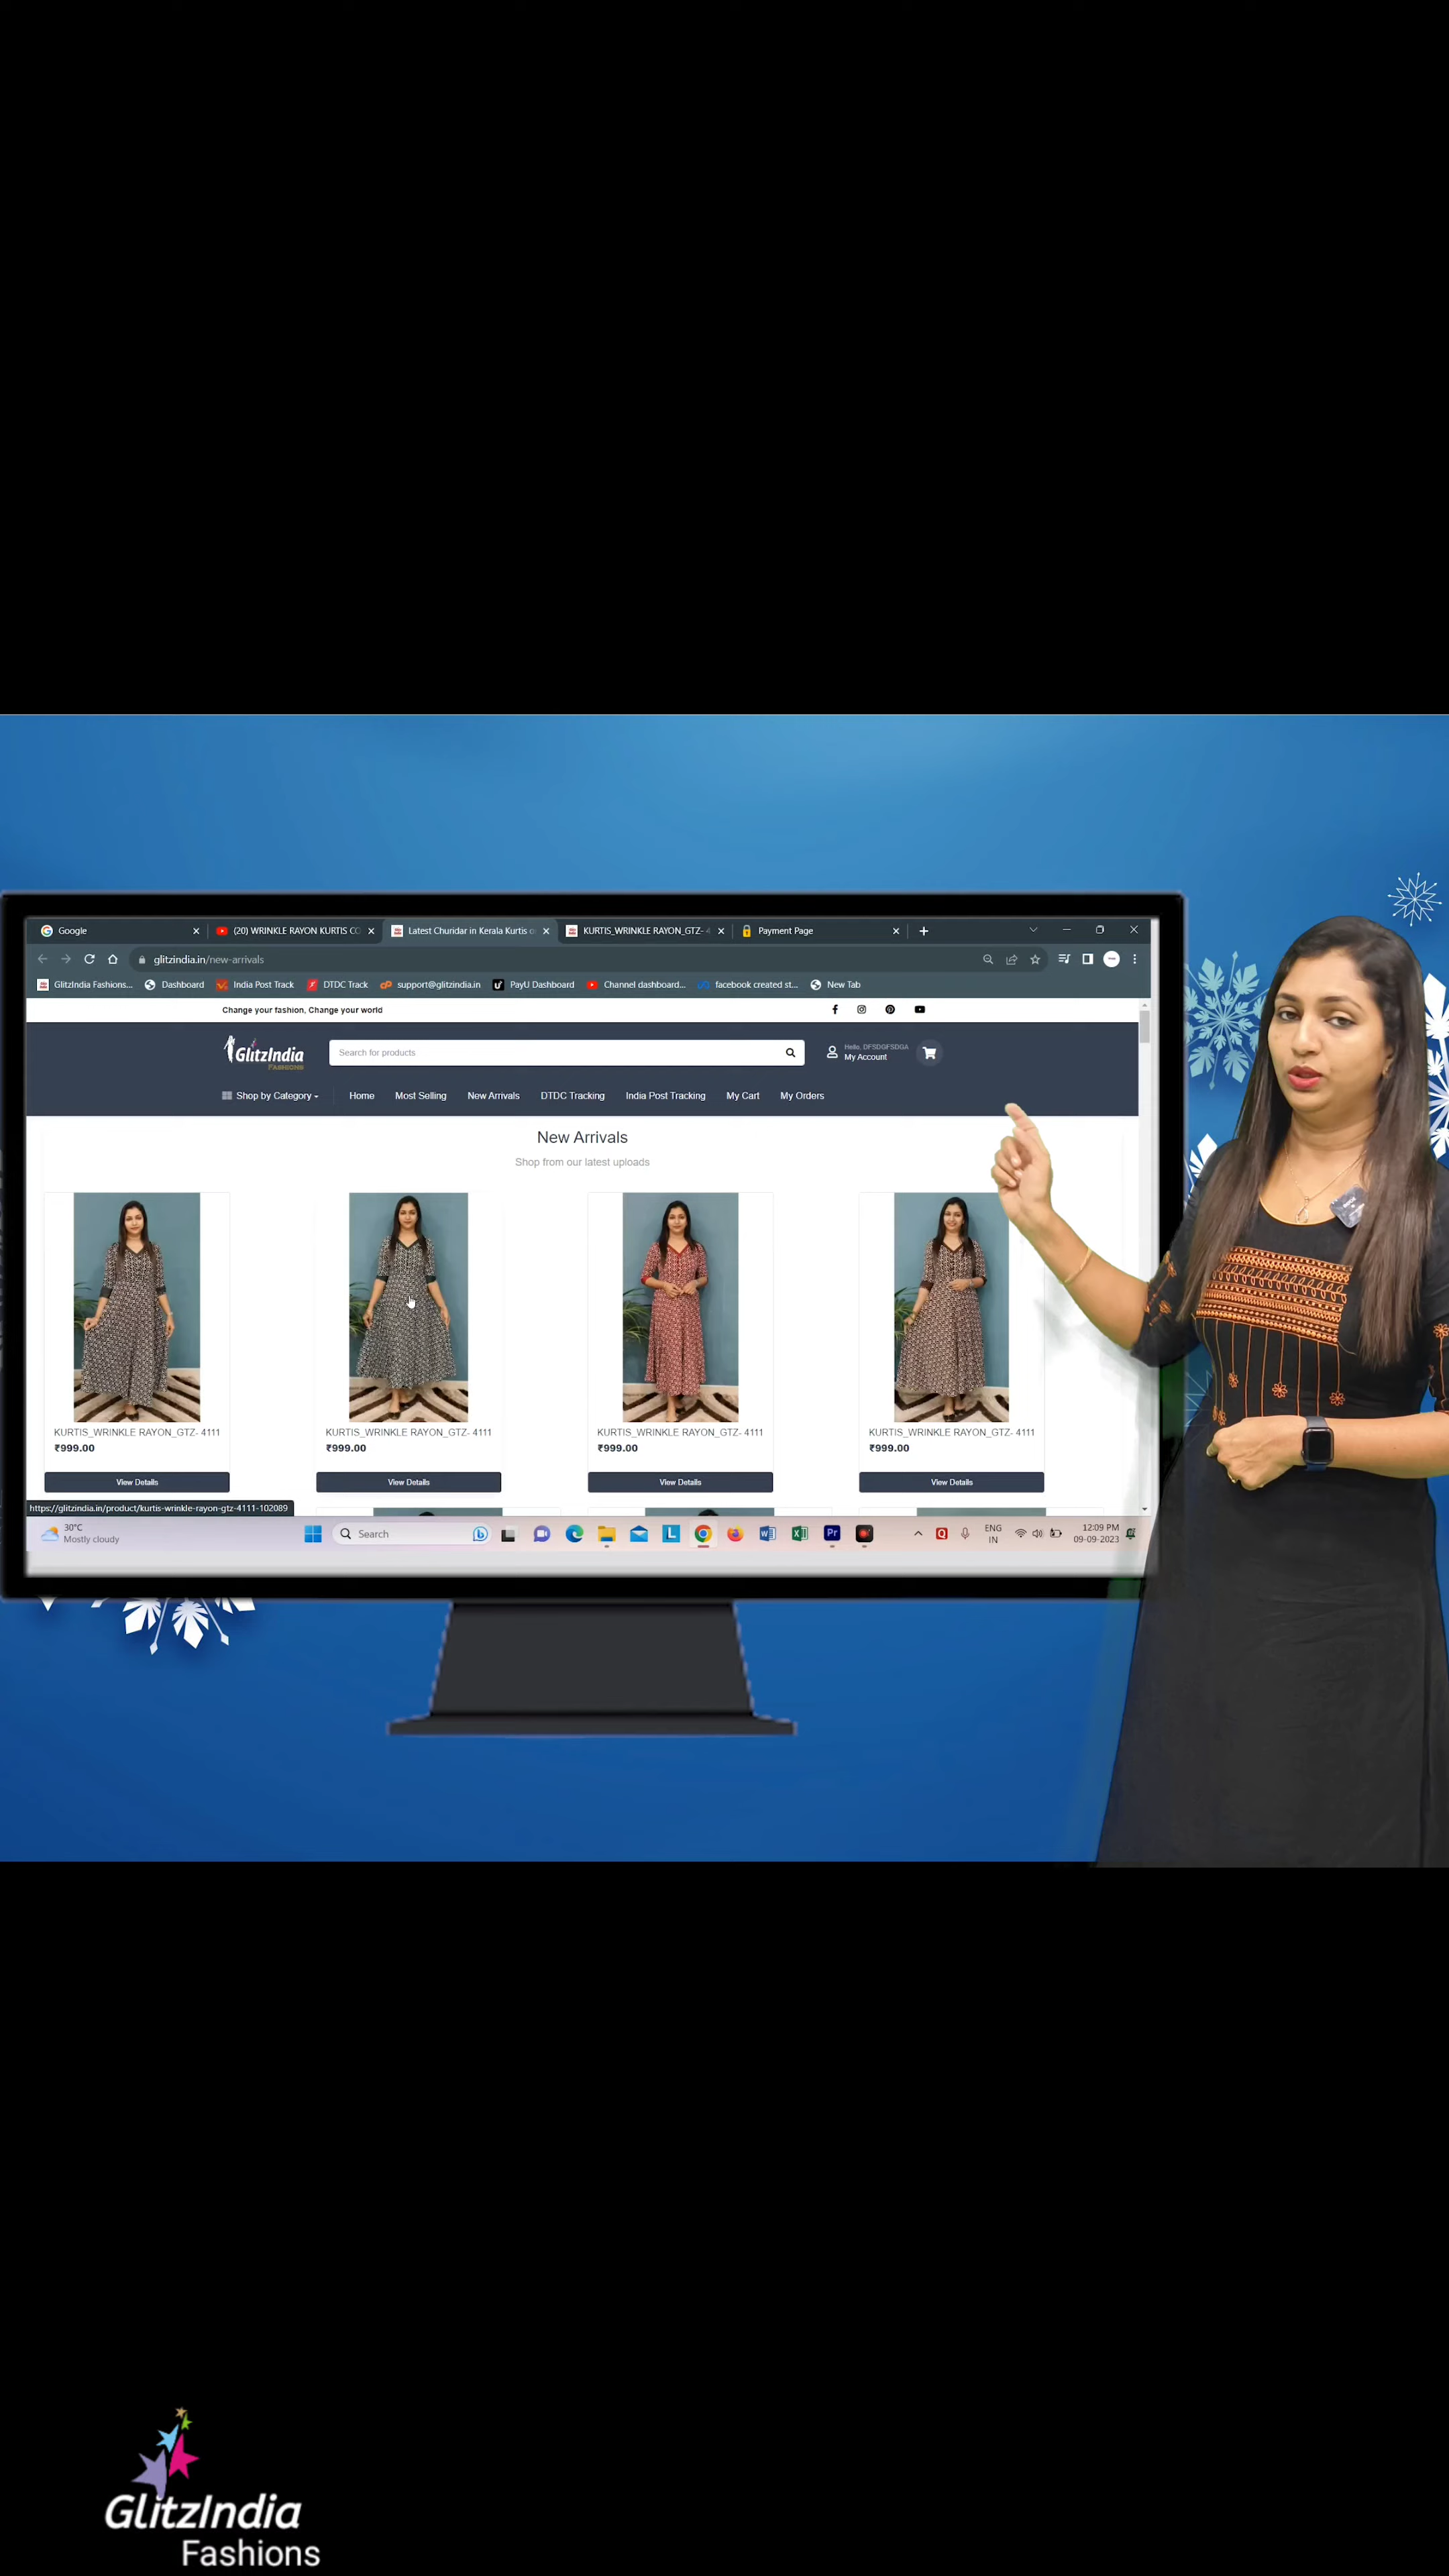 Google
(20) WRINKLE RAYON KURTIS CO
Latest Churidar in Kerala Kurtis o
KURTIS_WRINKLE RAYON_GTZ- 4
Payment Page
glitzindia.in/new-arrivals
GlitzIndia Fashions...
Dashboard
India Post Track
DTDC Track
support@glitzindia.in
PayU Dashboard
Channel dashboard...
facebook created st...
New Tab
Change your fashion, Change your world
GlitzIndia
FASHIONS
Search for products
Hello, DFSDGFSDGA
My Account
Shop by Category
Home
Most Selling
New Arrivals
DTDC Tracking
India Post Tracking
My Cart
My Orders
New Arrivals
Shop from our latest uploads
KURTIS_WRINKLE RAYON_GTZ- 4111
₹999.00
View Details
KURTIS_WRINKLE RAYON_GTZ- 4111
₹999.00
View Details
KURTIS_WRINKLE RAYON_GTZ- 4111
₹999.00
View Details
KURTIS_WRINKLE RAYON_GTZ- 4111
₹999.00
View Details
https://glitzindia.in/product/kurtis-wrinkle-rayon-gtz-4111-102089
30°C
Mostly cloudy
Search
ENG
IN
12:09 PM
09-09-2023
GlitzIndia
Fashions